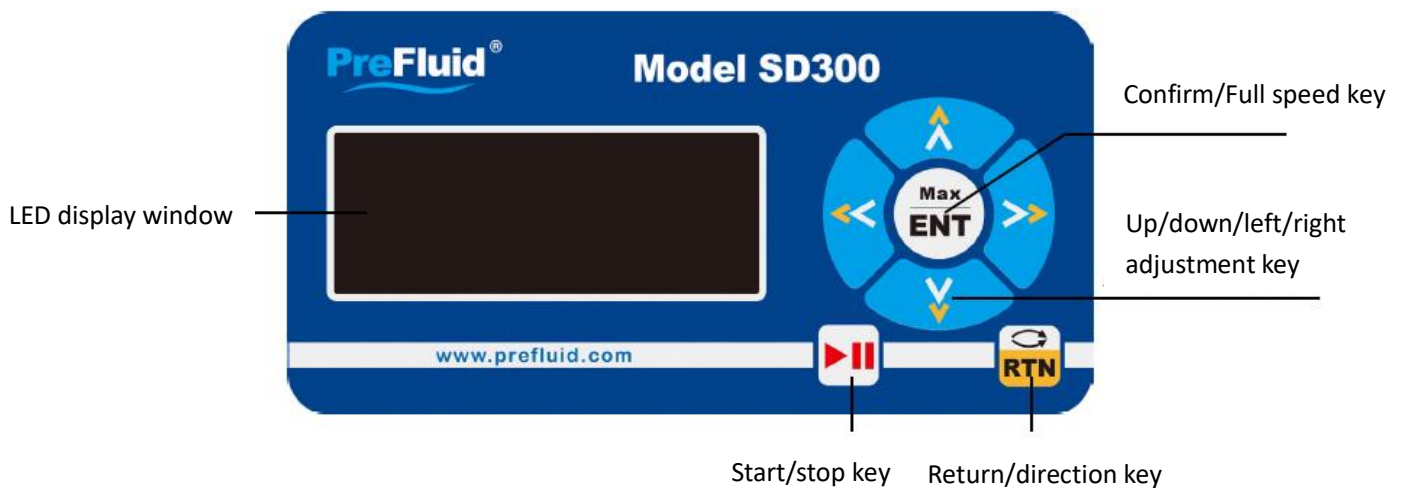 PreFluid®
Model SD300
Confirm/Full speed key
Max
ENT
LED display window
Up/down/left/right
adjustment key
www.prefluid.com
RTN
Start/stop key
Return/direction key